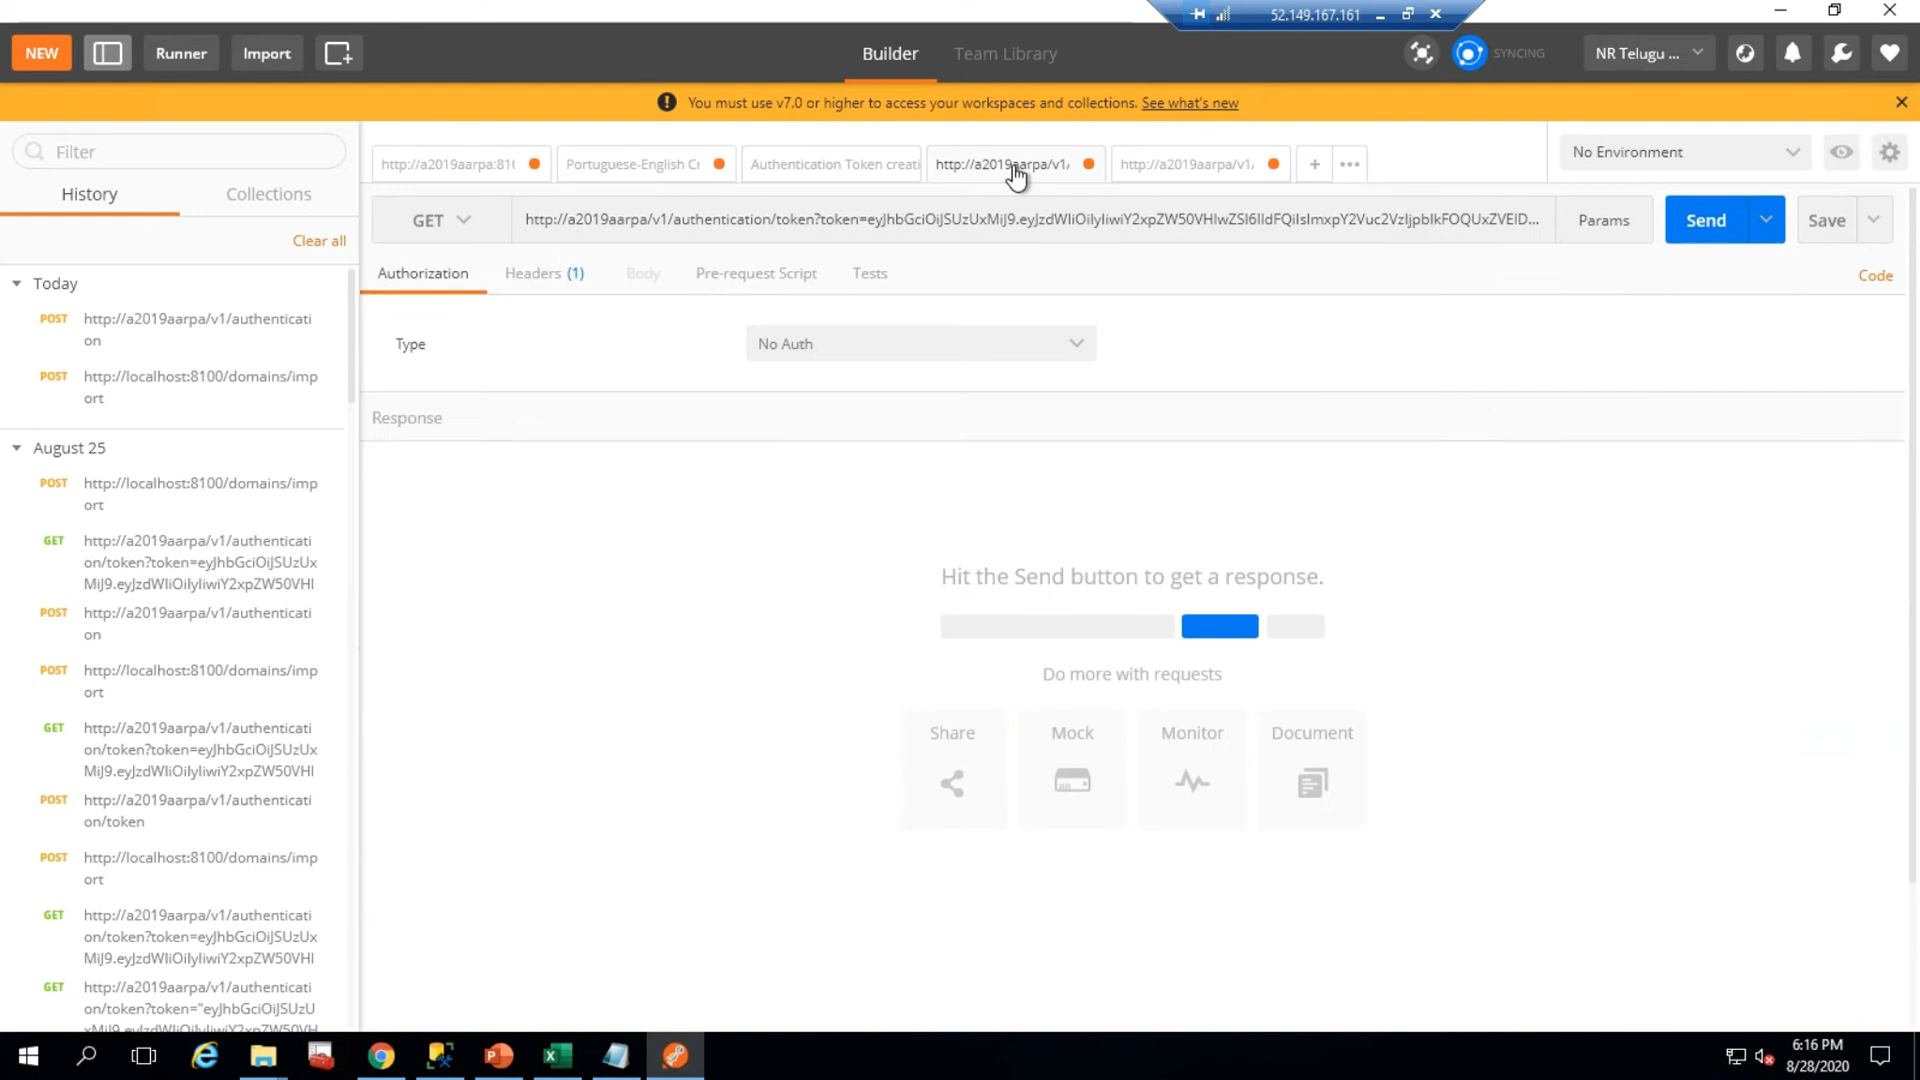 52.149.167.161
NEW
Runner
Import
Builder
Team Library
SYNCING
NR Telugu ...
You must use v7.0 or higher to access your workspaces and collections. See what's new
Filter
History
Collections
Clear all
Today
POST http://a2019aarpa/v1/authenticati
on
POST http://localhost:8100/domains/imp
ort
August 25
POST http://localhost:8100/domains/imp
ort
GET http://a2019aarpa/v1/authenticati
on/token?token=eyJhbGciOiJSUzUx
MiJ9.eyJzdWIiOiIyIiwiY2xpZW50VHl
POST http://a2019aarpa/v1/authenticati
on
POST http://localhost:8100/domains/imp
ort
GET http://a2019aarpa/v1/authenticati
on/token?token=eyJhbGciOiJSUzUx
MiJ9.eyJzdWIiOiIyIiwiY2xpZW50VHl
POST http://a2019aarpa/v1/authenticati
on/token
POST http://localhost:8100/domains/imp
ort
GET http://a2019aarpa/v1/authenticati
on/token?token=eyJhbGciOiJSUzUx
MiJ9.eyJzdWIiOiIyIiwiY2xpZW50VHl
GET http://a2019aarpa/v1/authenticati
on/token?token="eyJhbGciOiJSUzU
xMiJ9.eyJzdWIiOiIyIiwiY2xpZW50VH
http://a2019aarpa:81(
Portuguese-English Cr
Authentication Token creati
http://a2019aarpa/v1/
http://a2019aarpa/v1/
No Environment
GET
http://a2019aarpa/v1/authentication/token?token=eyJhbGciOiJSUzUxMiJ9.eyJzdWIiOiIyIiwiY2xpZW50VHlwZSI6IldFQiIsImxpY2Vuc2VzIjpbIkFOQUxZVElD...
Params
Send
Save
Authorization
Headers (1)
Body
Pre-request Script
Tests
Code
Type
No Auth
Response
Hit the Send button to get a response.
Do more with requests
Share
Mock
Monitor
Document
6:16 PM
8/28/2020